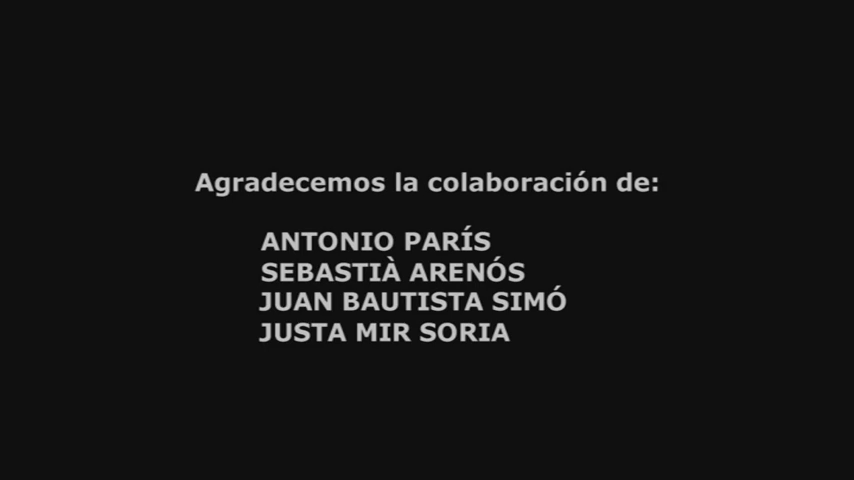 Agradecemos la colaboración de:
ANTONIO PARÍS
SEBASTIÀ ARENÓS
JUAN BAUTISTA SIMÓ
JUSTA MIR SORIA